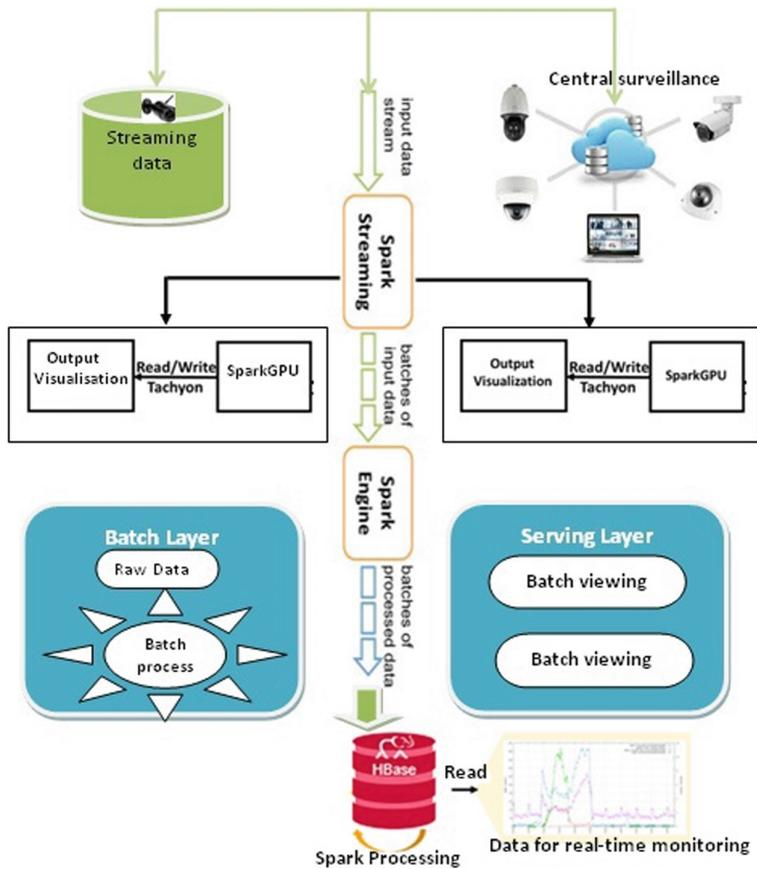 Central surveillance
Streaming
data
input data
stream
Spark
Streaming
Output
Visualisation
Read/Write
Tachyon
SparkGPU
batches of
input data
Output
Visualization
Read/Write
Tachyon
SparkGPU
Spark
Engine
Batch Layer
Raw Data
Batch
process
batches of
processed data
Serving Layer
Batch viewing
Batch viewing
HBase
Read
Spark Processing
Data for real-time monitoring